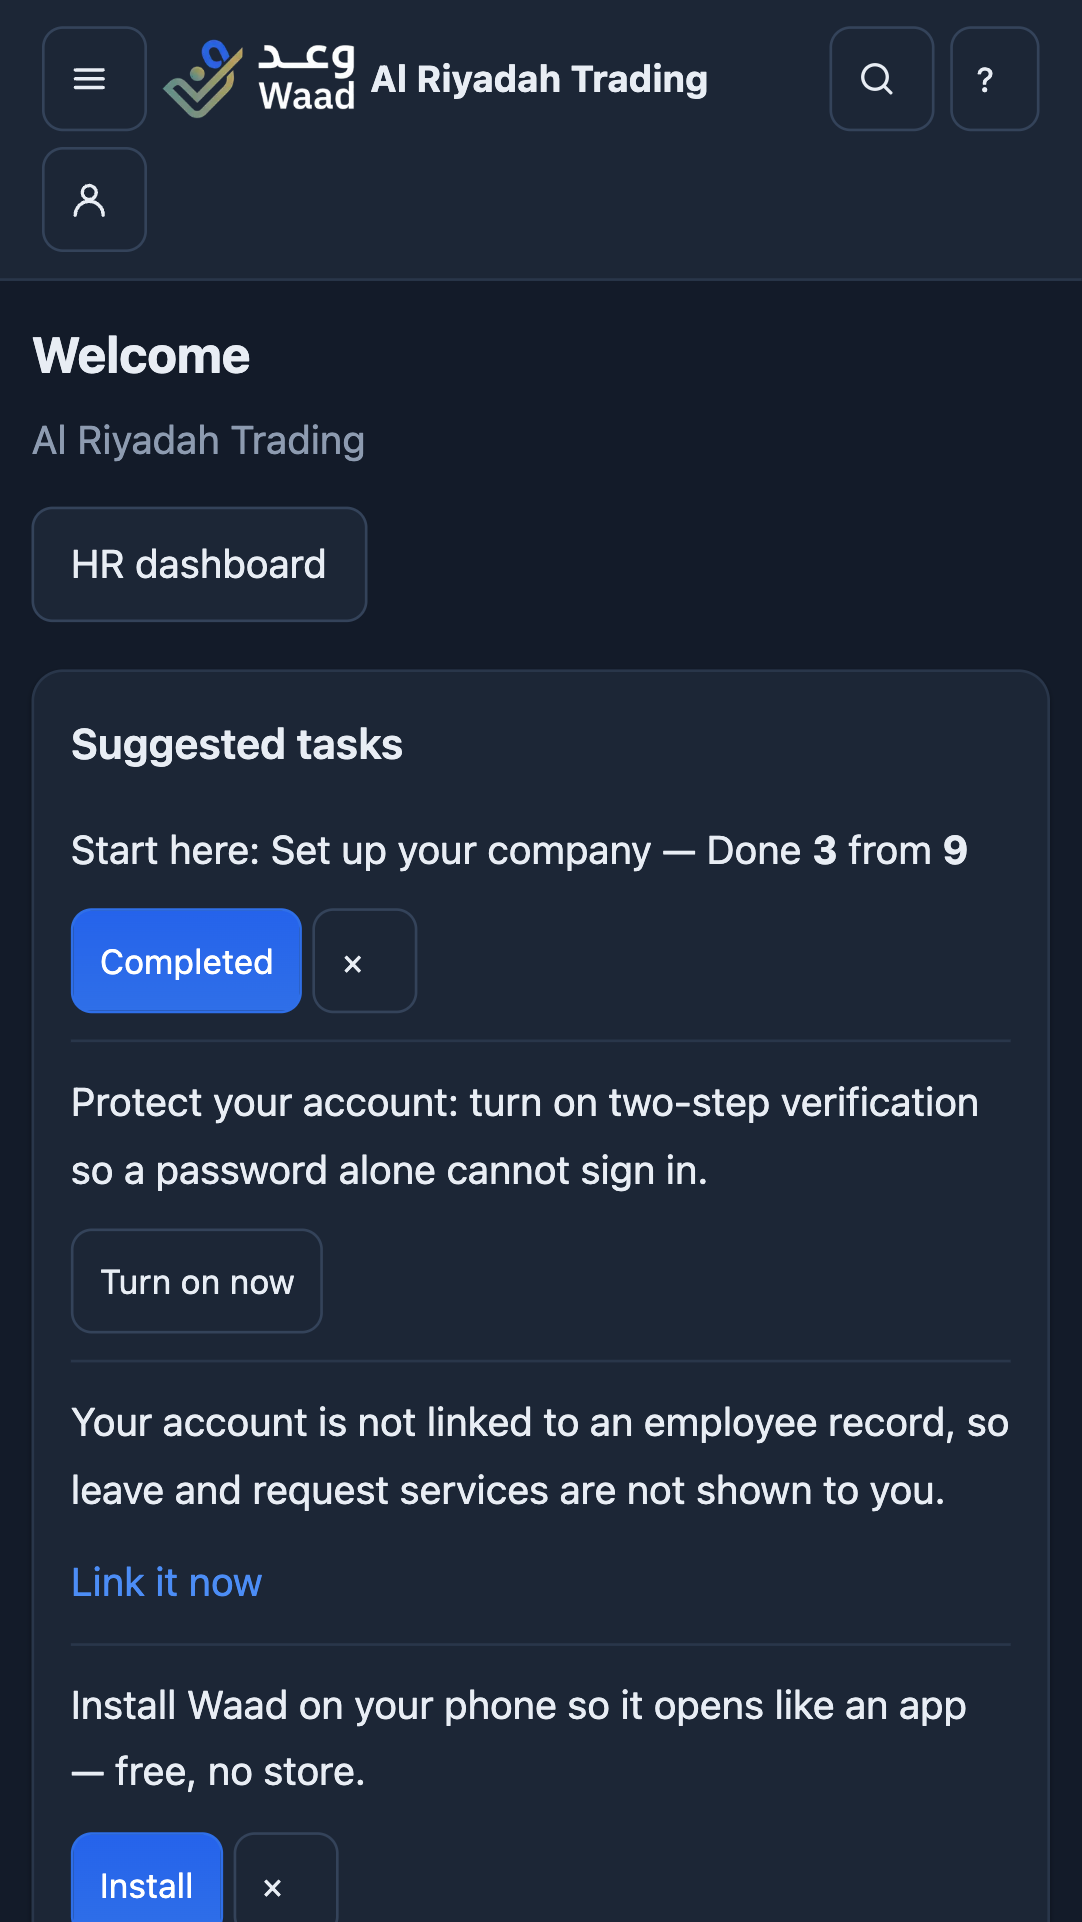 وعد
Waad
Al Riyadah Trading
?
Welcome
Al Riyadah Trading
HR dashboard
Suggested tasks
Start here: Set up your company — Done 3 from 9
Completed
×
Protect your account: turn on two-step verification
so a password alone cannot sign in.
Turn on now
Your account is not linked to an employee record, so
leave and request services are not shown to you.
Link it now
Install Waad on your phone so it opens like an app
— free, no store.
Install
×